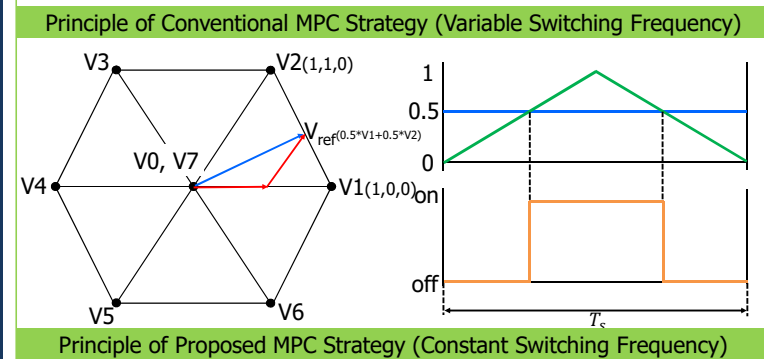 Principle of Conventional MPC Strategy (Variable Switching Frequency)
V3
V2(1,1,0)
Vref(0.5*V1+0.5*V2)
V0, V7
V4
V1(1,0,0)
V5
V6
1
0.5
0
on
off
Ts
Principle of Proposed MPC Strategy (Constant Switching Frequency)